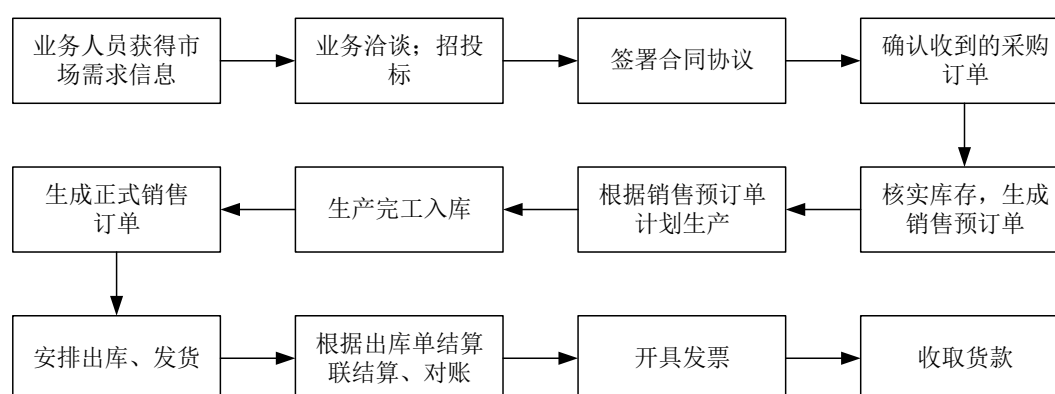 业务人员获得市
场需求信息
业务洽谈；招投
标
签署合同协议
确认收到的采购
订单
生成正式销售
订单
生产完工入库
根据销售预订单
计划生产
核实库存，生成
销售预订单
安排出库、发货
根据出库单结算
联结算、对账
开具发票
收取货款